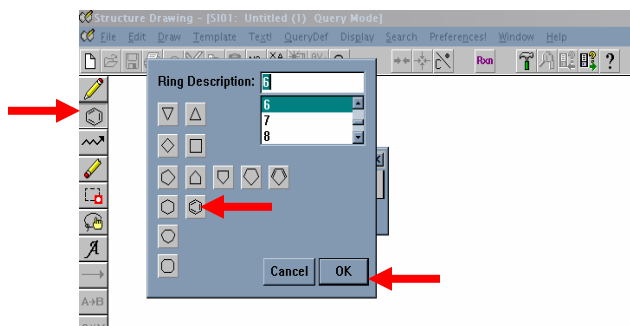 Structure Drawing - [SI01: Untitled (1) Query Mode]
File Edit Draw Template Text! QueryDef Display Search Preferences! Window Help
Rxn ?
Ring Description: 6
6
7
8
A
A→B
Cancel OK